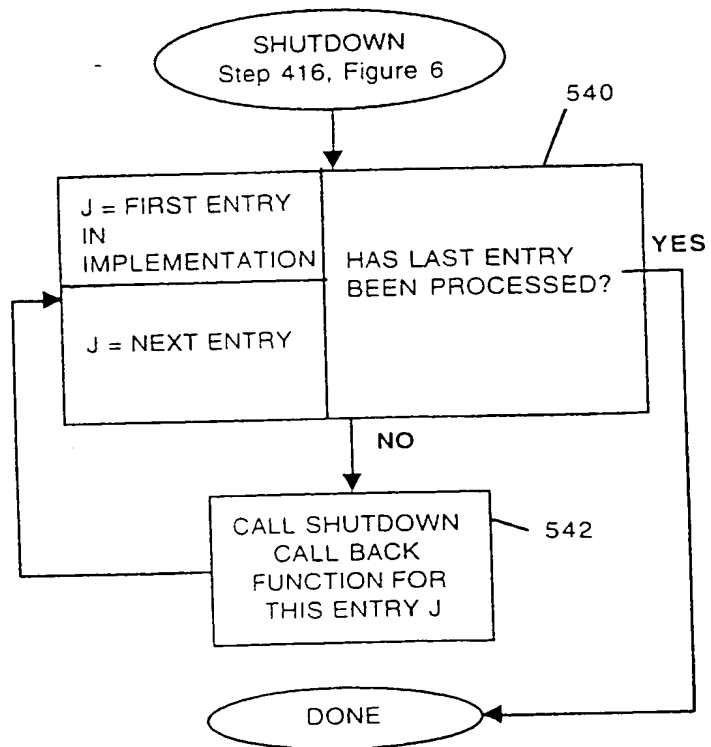 SHUTDOWN
Step 416, Figure 6
540
J = FIRST ENTRY
IN
IMPLEMENTATION
HAS LAST ENTRY
BEEN PROCESSED?
YES
J = NEXT ENTRY
NO
CALL SHUTDOWN
CALL BACK
FUNCTION FOR
THIS ENTRY J
542
DONE